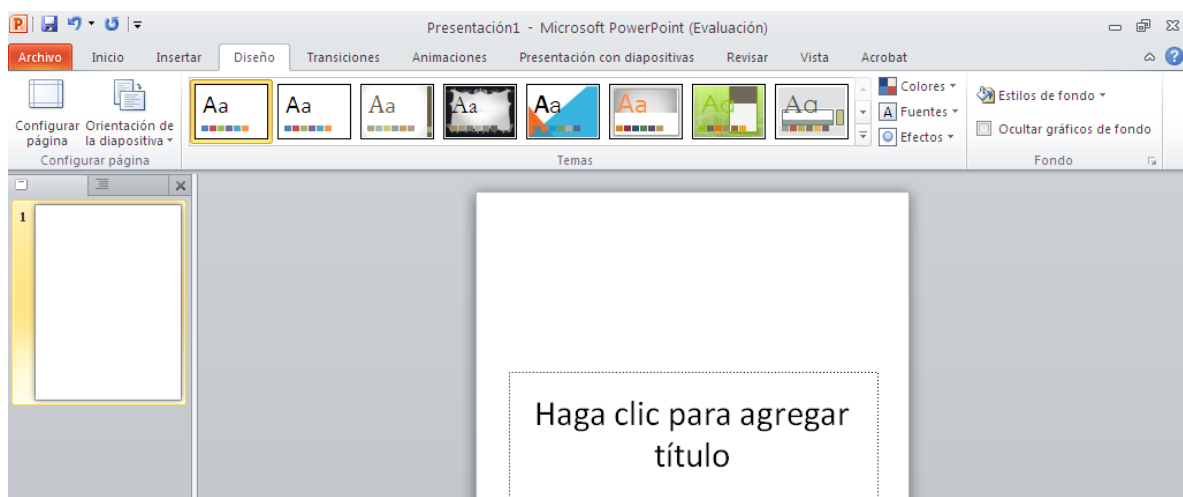 Presentación1 - Microsoft PowerPoint (Evaluación)
Archivo Inicio Insertar Diseño Transiciones Animaciones Presentación con diapositivas Revisar Vista Acrobat
Configurar página
Orientación de la diapositiva
Configurar página
Aa Aa Aa Aa Aa Aa Aa Aa
Temas
Colores
Fuentes
Efectos
Estilos de fondo
Ocultar gráficos de fondo
Fondo
1
Haga clic para agregar
título